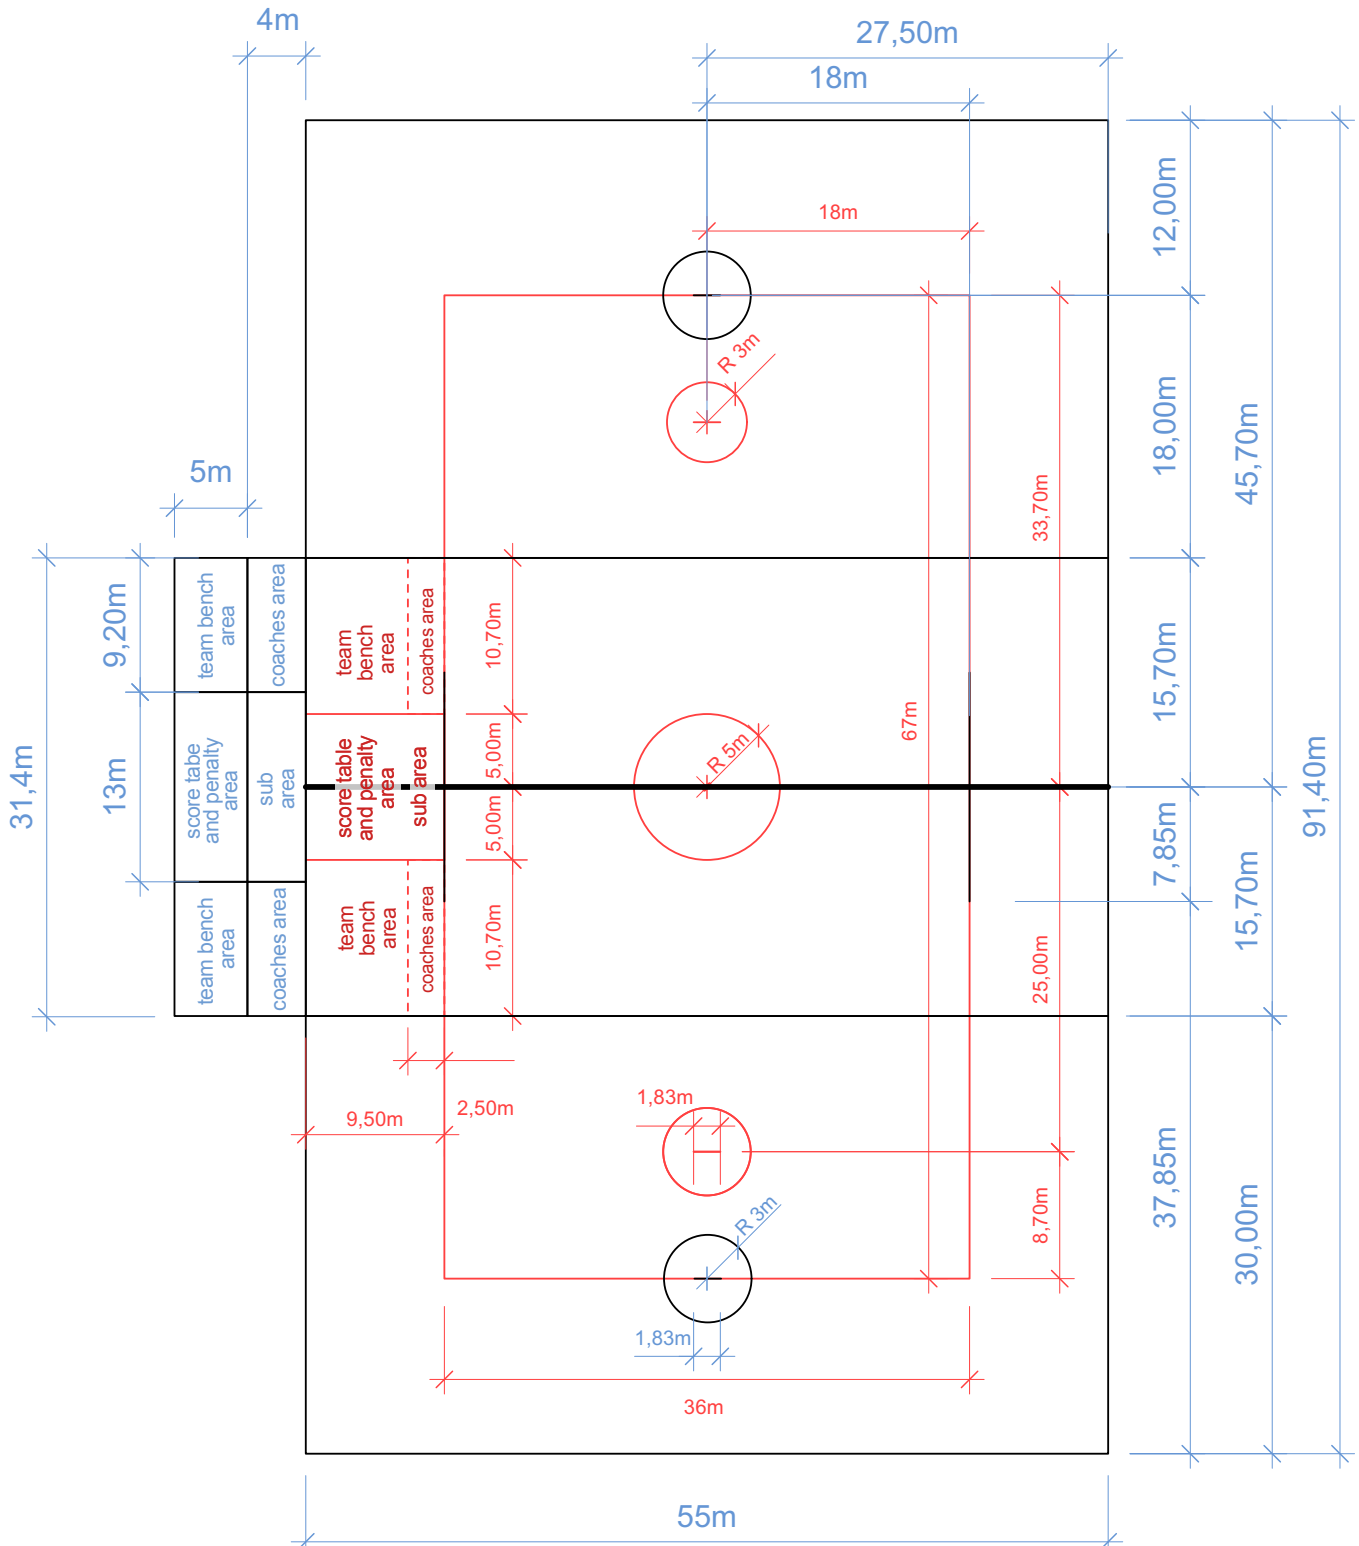 4m
27,50m
18m
12,00m
18m
R 3m
18,00m
45,70m
5m
33,70m
9,20m
team bench
area
coaches area
team
bench
area
coaches area
10,70m
15,70m
67m
31,4m
13m
score tabe
and penalty
area
sub
area
score table
and penalty
area
sub area
5,00m
5,00m
R 5m
91,40m
7,85m
team bench
area
coaches area
team
bench
area
coaches area
10,70m
25,00m
15,70m
9,50m
2,50m
1,83m
37,85m
8,70m
30,00m
R 3m
1,83m
36m
55m